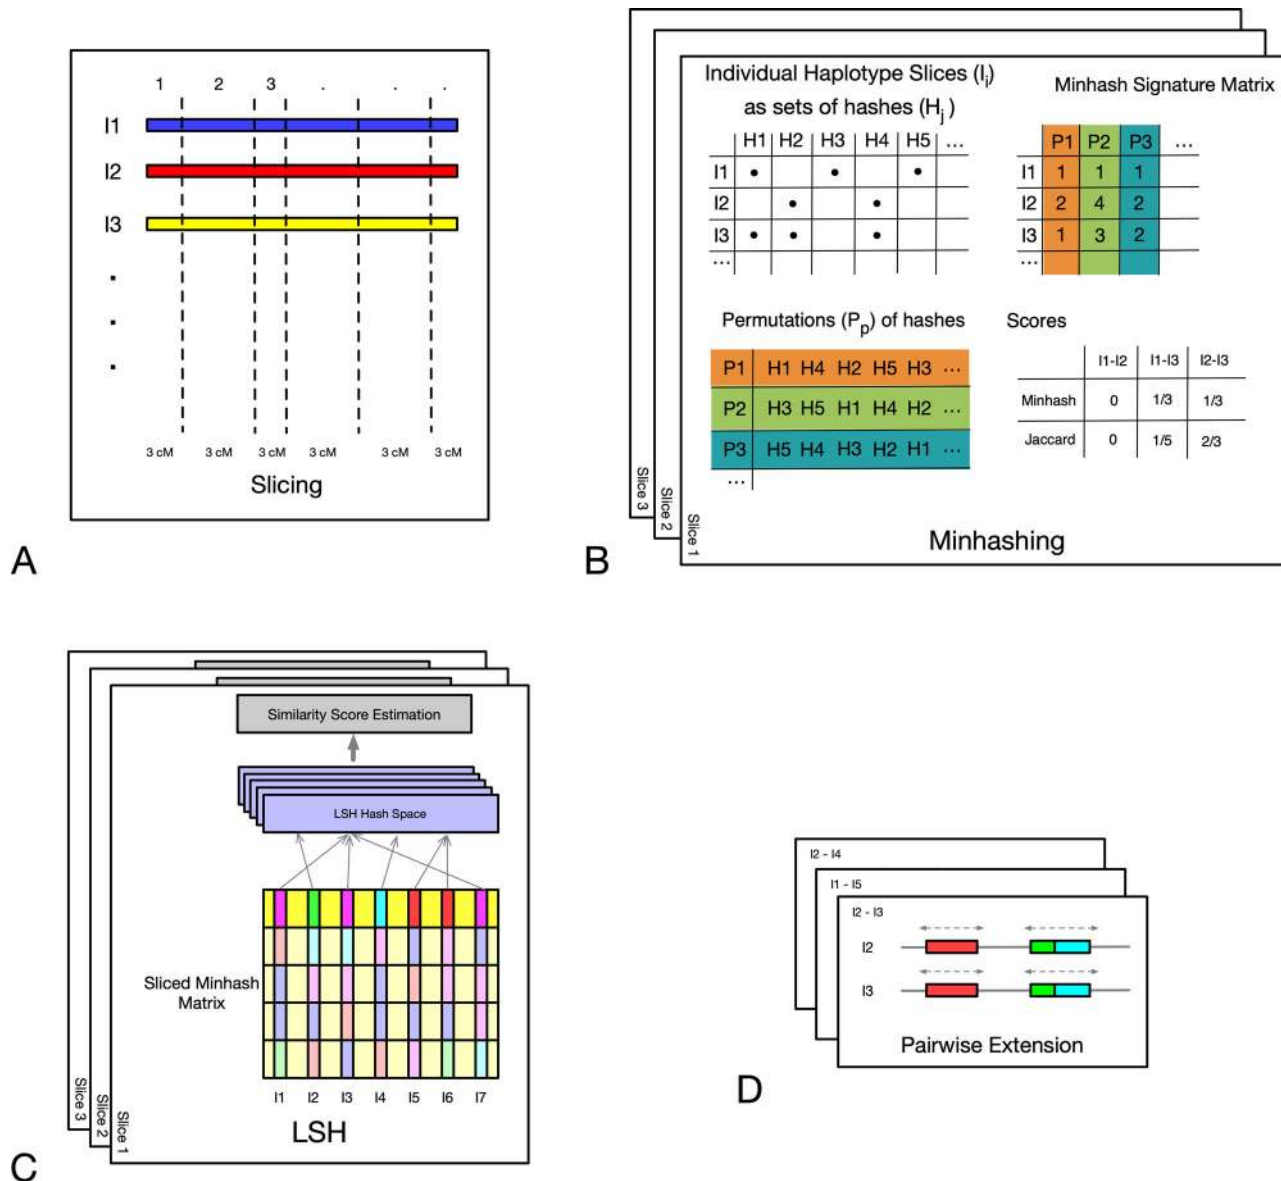 1 2 3 . . .
I1
I2
I3
.
.
.
3 cM 3 cM 3 cM 3 cM 3 cM 3 cM
Slicing
A
Individual Haplotype Slices (Ii)
as sets of hashes (Hj)
H1 H2 H3 H4 H5 ...
I1 • • •
I2 • •
I3 • • •
...
Minhash Signature Matrix
P1 P2 P3 ...
I1 1 1 1
I2 2 4 2
I3 1 3 2
...
Permutations (Pp) of hashes
P1 H1 H4 H2 H5 H3 ...
P2 H3 H5 H1 H4 H2 ...
P3 H5 H4 H3 H2 H1 ...
...
Scores
I1-I2 I1-I3 I2-I3
Minhash 0 1/3 1/3
Jaccard 0 1/5 2/3
Slice 3
Slice 2
Slice 1
Minhashing
B
Similarity Score Estimation
LSH Hash Space
Sliced Minhash
Matrix
I1 I2 I3 I4 I5 I6 I7
Slice 3
Slice 2
Slice 1
LSH
C
I2 - I4
I1 - I5
I2 - I3
I2
I3
Pairwise Extension
D